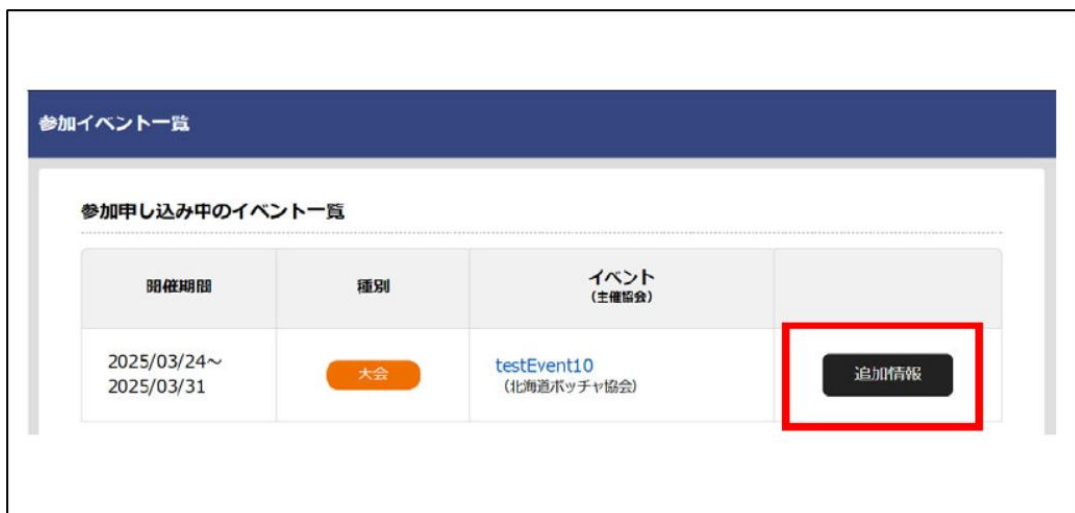 参加イベント一覧
参加申し込み中のイベント一覧
開催期間
種別
イベント
（主催協会）
2025/03/24～
2025/03/31
大会
testEvent10
（北海道ボッチャ協会）
追加情報